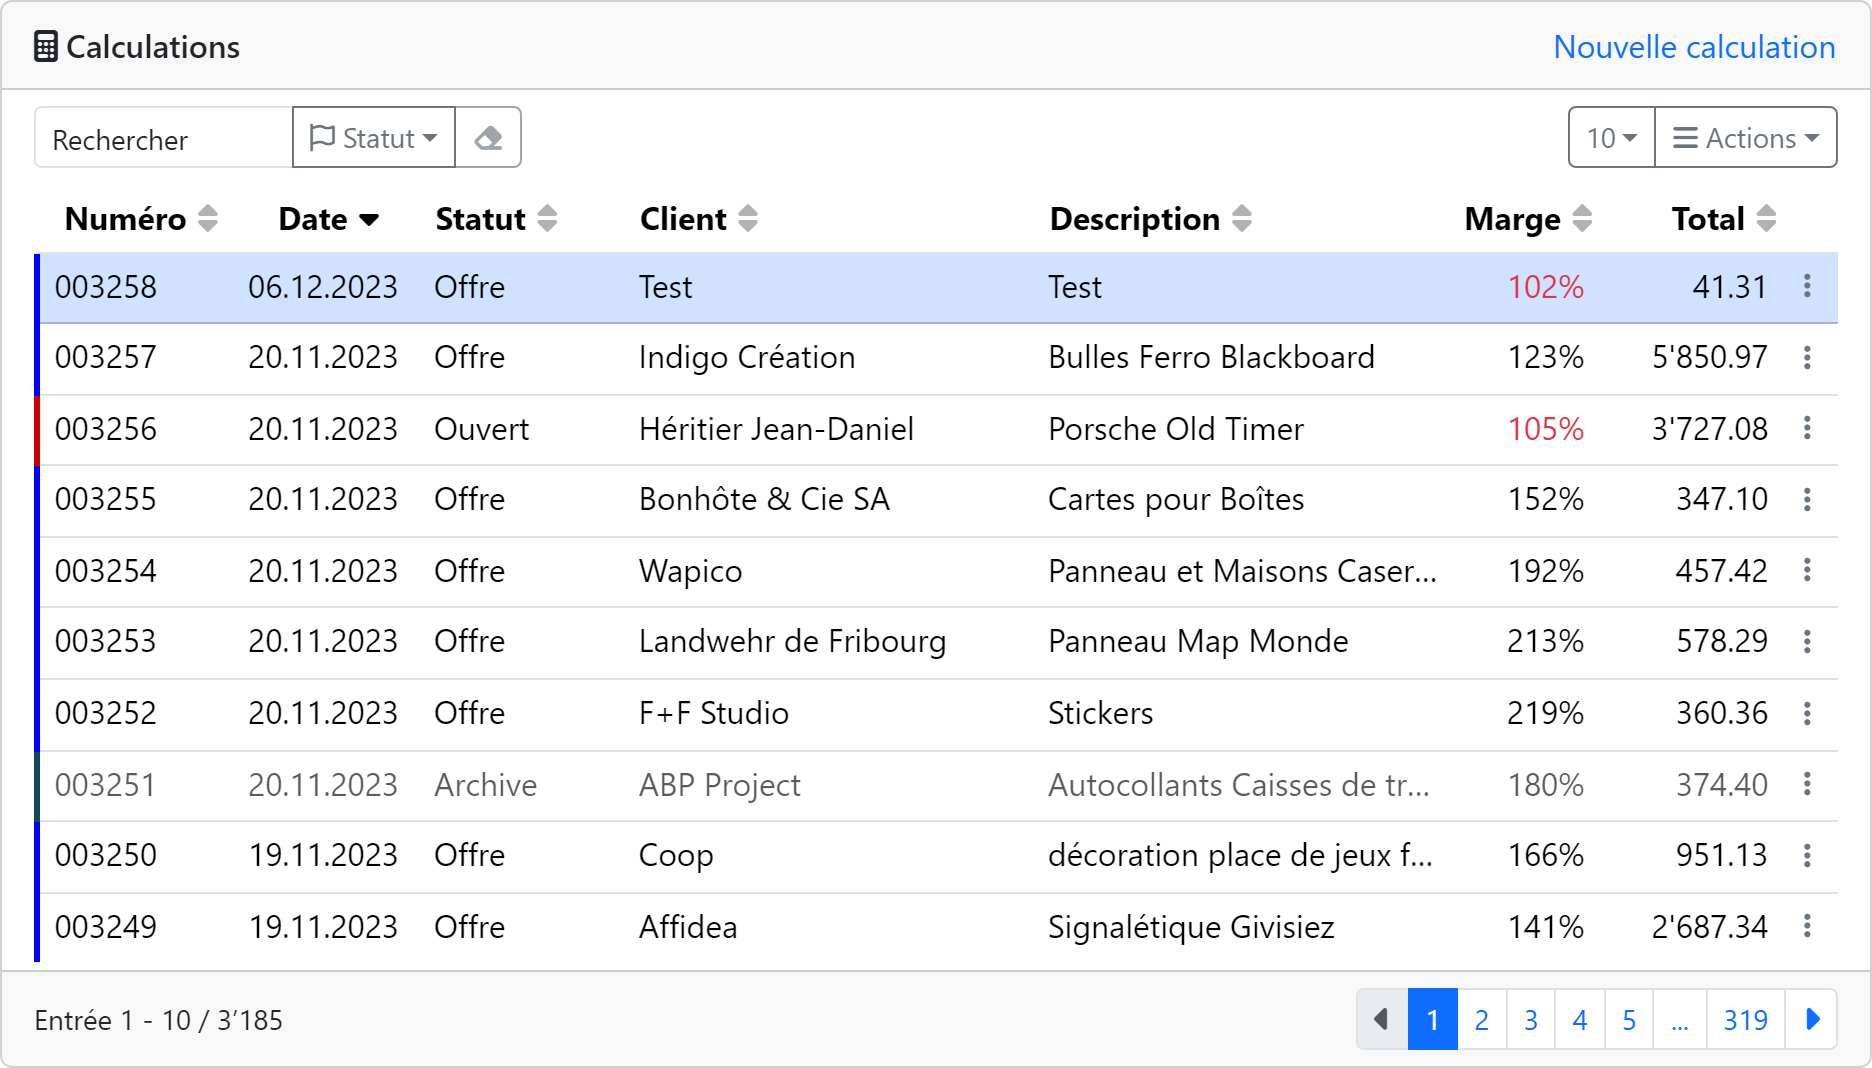 Calculations Nouvelle calculation
Rechercher Statut 10 Actions
Numéro Date Statut Client Description Marge Total
003258 06.12.2023 Offre Test Test 102% 41.31
003257 20.11.2023 Offre Indigo Création Bulles Ferro Blackboard 123% 5'850.97
003256 20.11.2023 Ouvert Héritier Jean-Daniel Porsche Old Timer 105% 3'727.08
003255 20.11.2023 Offre Bonhôte & Cie SA Cartes pour Boîtes 152% 347.10
003254 20.11.2023 Offre Wapico Panneau et Maisons Caser... 192% 457.42
003253 20.11.2023 Offre Landwehr de Fribourg Panneau Map Monde 213% 578.29
003252 20.11.2023 Offre F+F Studio Stickers 219% 360.36
003251 20.11.2023 Archive ABP Project Autocollants Caisses de tr... 180% 374.40
003250 19.11.2023 Offre Coop décoration place de jeux f... 166% 951.13
003249 19.11.2023 Offre Affidea Signalétique Givisiez 141% 2'687.34
Entrée 1 - 10 / 3’185 1 2 3 4 5 ... 319